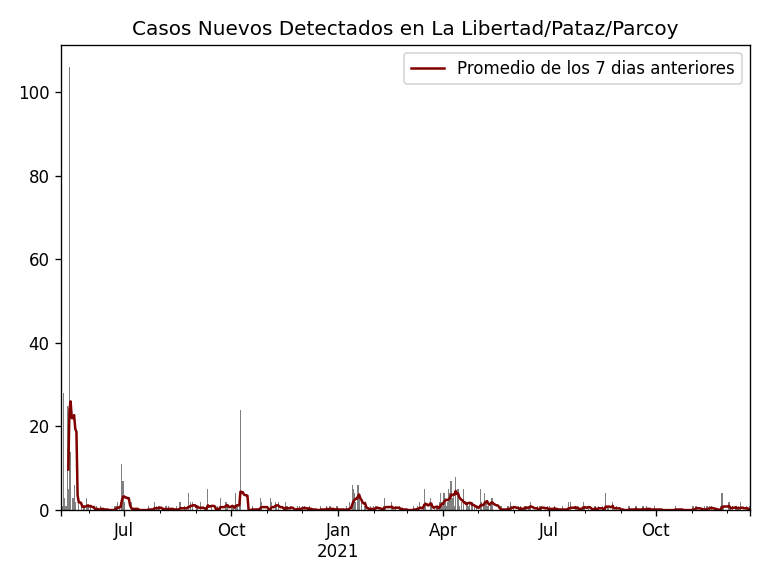 Casos Nuevos Detectados en La Libertad/Pataz/Parcoy
Promedio de los 7 dias anteriores
100
80
60
40
20
0
Jul
Oct
Jan
2021
Apr
Jul
Oct